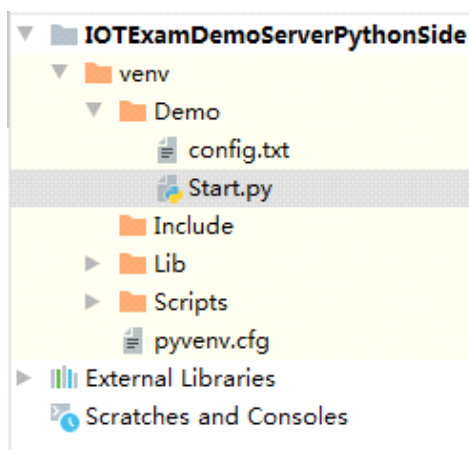 IOTExamDemoServerPythonSide
venv
Demo
config.txt
Start.py
Include
Lib
Scripts
pyvenv.cfg
External Libraries
Scratches and Consoles